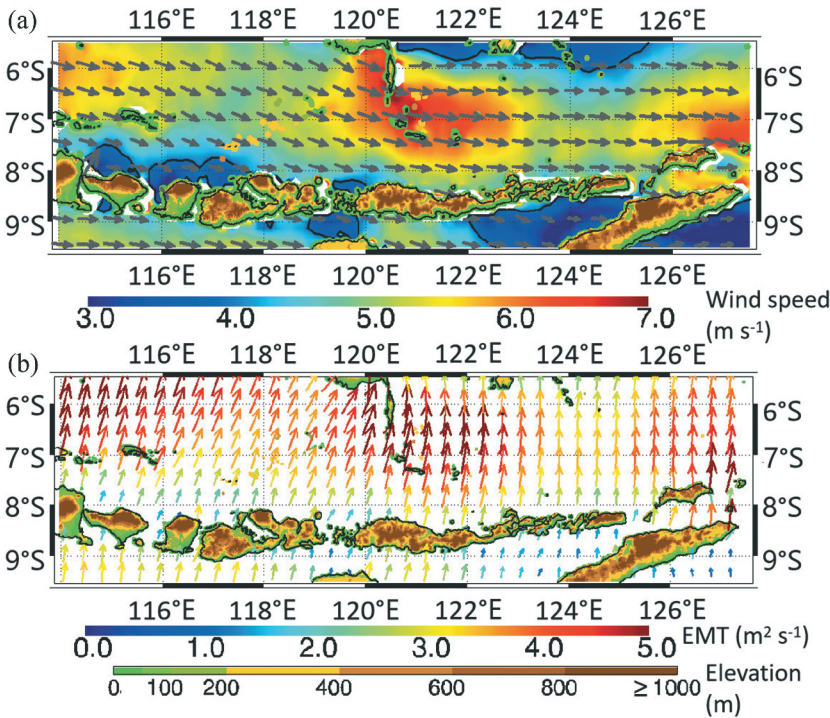 (a)
116°E 118°E 120°E 122°E 124°E 126°E
6°S 6°S
7°S 7°S
8°S 8°S
9°S 9°S
116°E 118°E 120°E 122°E 124°E 126°E
3.0 4.0 5.0 6.0 7.0 Wind speed
(m s-1)
(b)
116°E 118°E 120°E 122°E 124°E 126°E
6°S 6°S
7°S 7°S
8°S 8°S
9°S 9°S
116°E 118°E 120°E 122°E 124°E 126°E
0.0 1.0 2.0 3.0 4.0 5.0 EMT (m² s⁻¹)
0 100 200 400 600 800 ≥1000 Elevation
(m)